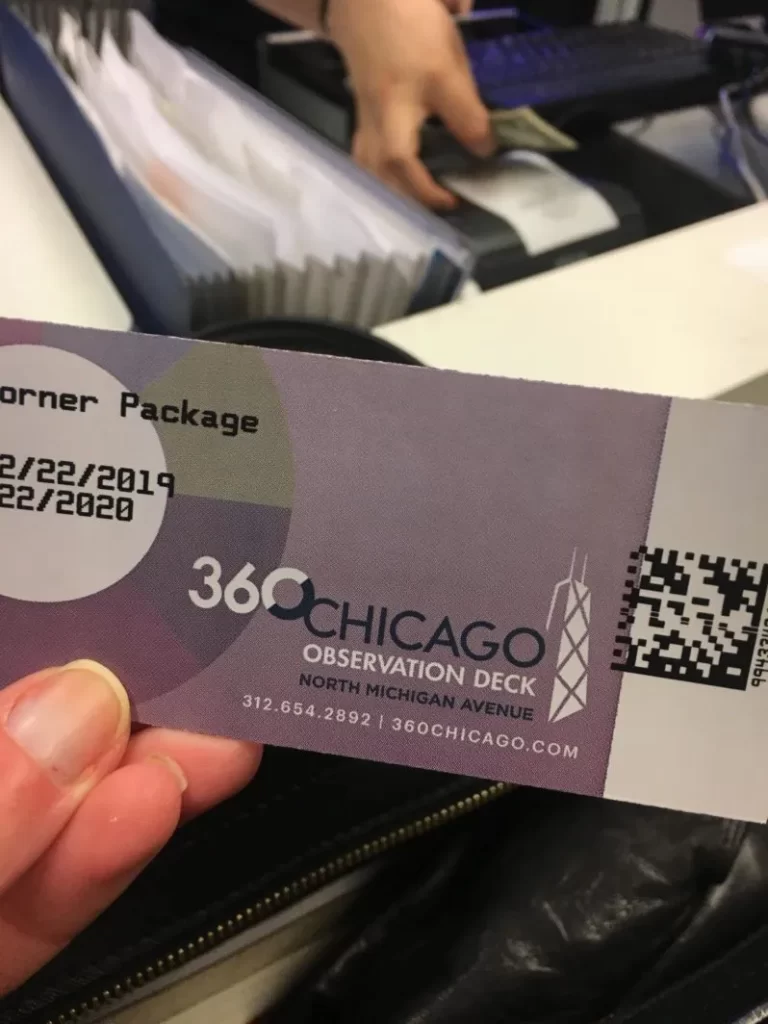 orner Package
2/22/2019
22/2020
360CHICAGO
OBSERVATION DECK
NORTH MICHIGAN AVENUE
312.654.2892 | 360CHICAGO.COM